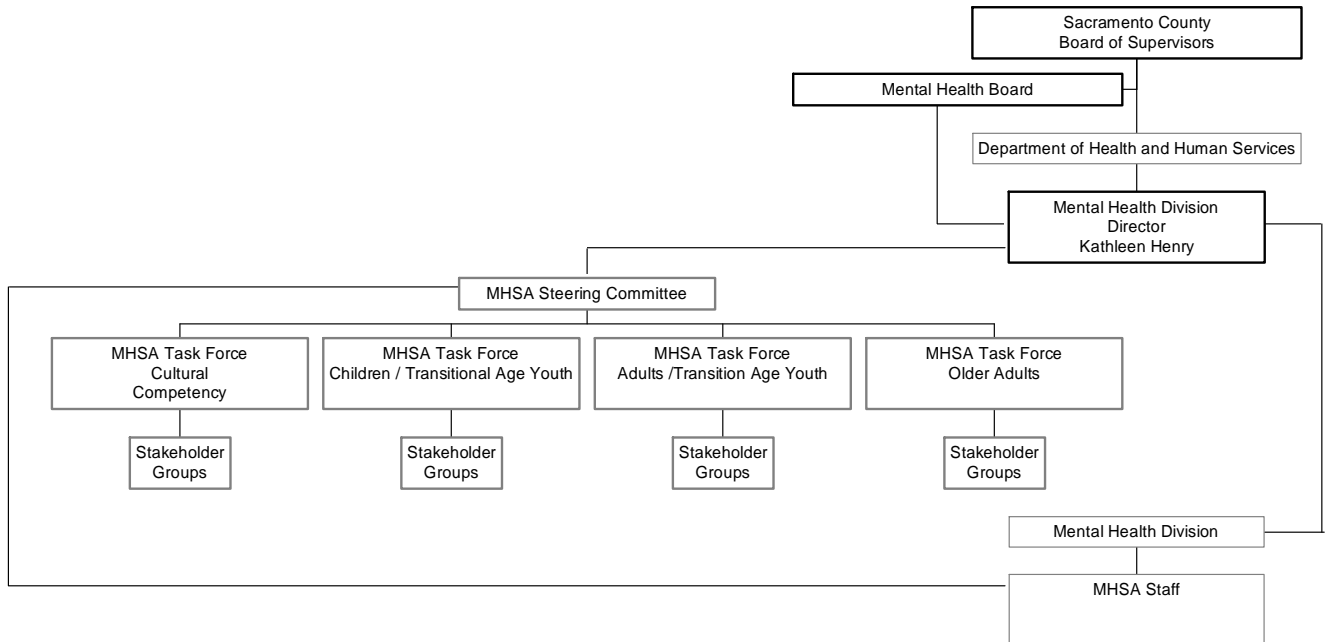 Sacramento County
Board of Supervisors
Mental Health Board
Department of Health and Human Services
Mental Health Division
Director
Kathleen Henry
MHSA Steering Committee
MHSA Task Force
Cultural
Competency
MHSA Task Force
Children / Transitional Age Youth
MHSA Task Force
Adults /Transition Age Youth
MHSA Task Force
Older Adults
Stakeholder
Groups
Stakeholder
Groups
Stakeholder
Groups
Stakeholder
Groups
Mental Health Division
MHSA Staff